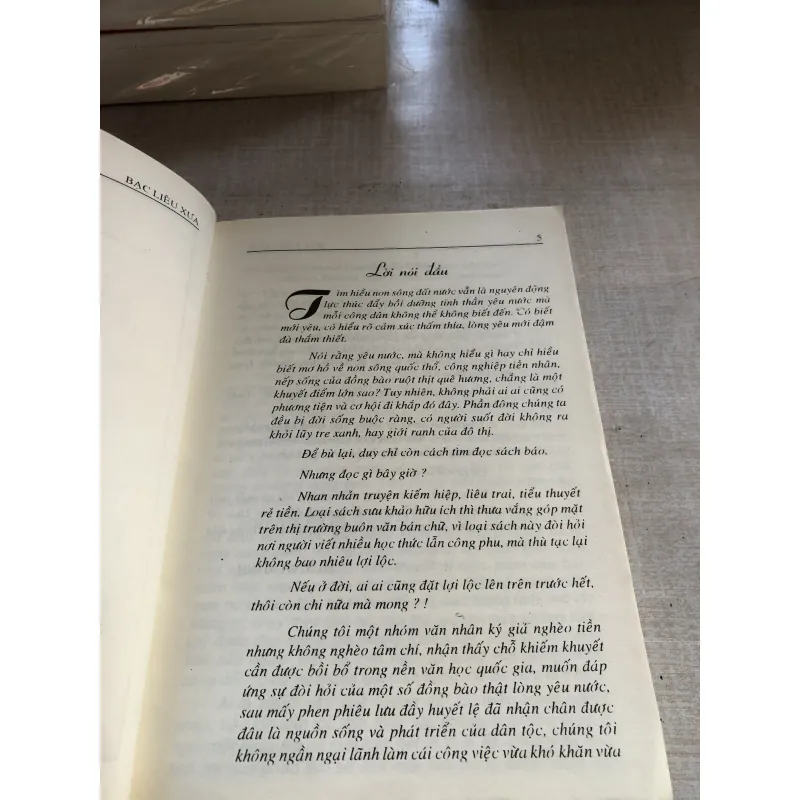 BẠC LIÊU XƯA
5
Lời nói đầu
Tìm hiểu non sông đất nước vẫn là nguyên động
lực thúc đẩy bồi dưỡng tinh thần yêu nước mà
mỗi công dân không thể không biết đến. Có biết
mới yêu, có hiểu rõ cảm xúc thấm thía, lòng yêu mới đậm
đà thắm thiết.
Nói rằng yêu nước, mà không hiểu gì hay chỉ hiểu
biết mơ hồ về non sông quốc thổ, công nghiệp tiền nhân,
nếp sống của đồng bào ruột thịt quê hương, chẳng là một
khuyết điểm lớn sao? Tuy nhiên, không phải ai ai cũng có
phương tiện và cơ hội đi khắp đó đây. Phần đông chúng ta
đều bị đời sống buộc ràng, có người suốt đời không ra
khỏi lũy tre xanh, hay giới ranh của đô thị.
Để bù lại, duy chỉ còn cách tìm đọc sách báo.
Nhưng đọc gì bây giờ ?
Nhan nhản truyện kiếm hiệp, liêu trai, tiểu thuyết
rẻ tiền. Loại sách sưu khảo hữu ích thì thưa vắng góp mặt
trên thị trường buôn văn bán chữ, vì loại sách này đòi hỏi
nơi người viết nhiều học thức lẫn công phu, mà thù tạc lại
không bao nhiêu lợi lộc.
Nếu ở đời, ai ai cũng đặt lợi lộc lên trên trước hết,
thôi còn chi nữa mà mong ? !
Chúng tôi một nhóm văn nhân ký giả nghèo tiền
nhưng không nghèo tâm chí, nhận thấy chỗ khiếm khuyết
cần được bồi bổ trong nền văn học quốc gia, muốn đáp
ứng sự đòi hỏi của một số đồng bào thật lòng yêu nước,
sau mấy phen phiêu lưu đầy huyết lệ đã nhận chân được
đâu là nguồn sống và phát triển của dân tộc, chúng tôi
không ngần ngại lãnh làm cái công việc vừa khó khăn vừa